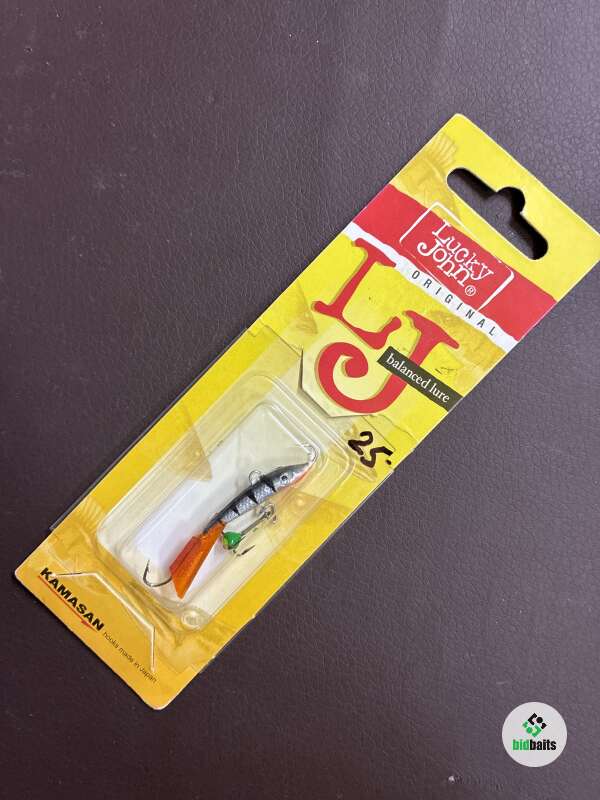 Lucky
John®
ORIGINAL
LJ
balanced lure
25-
KAMASAN
hooks made in Japan
bidbaits